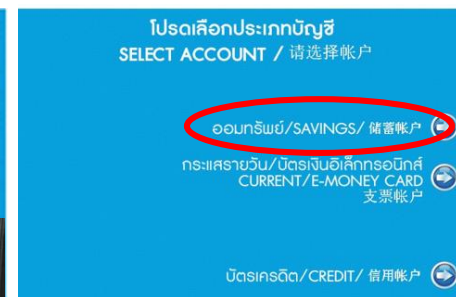 โปรดเลือกประเภทบัญชี
SELECT ACCOUNT / 请选择帐户
ออมทรัพย์/SAVINGS/ 储蓄帐户
กระแสรายวัน/บัตรเงินอิเล็กทรอนิกส์
CURRENT/E-MONEY CARD
支票帐户
บัตรเครดิต/CREDIT/ 信用帐户